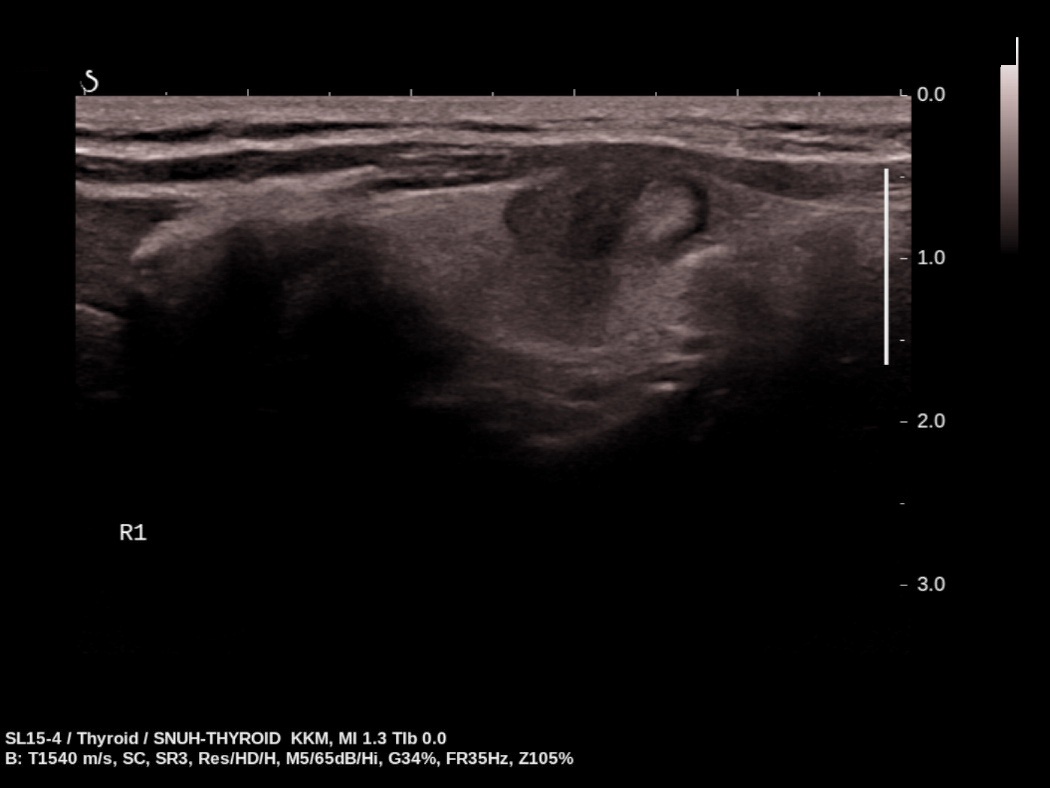 0.0
1.0
2.0
R1
3.0
SL15-4 / Thyroid / SNUH-THYROID KKM, MI 1.3 TIb 0.0
B: T1540 m/s, SC, SR3, Res/HD/H, M5/65dB/Hi, G34%, FR35Hz, Z105%